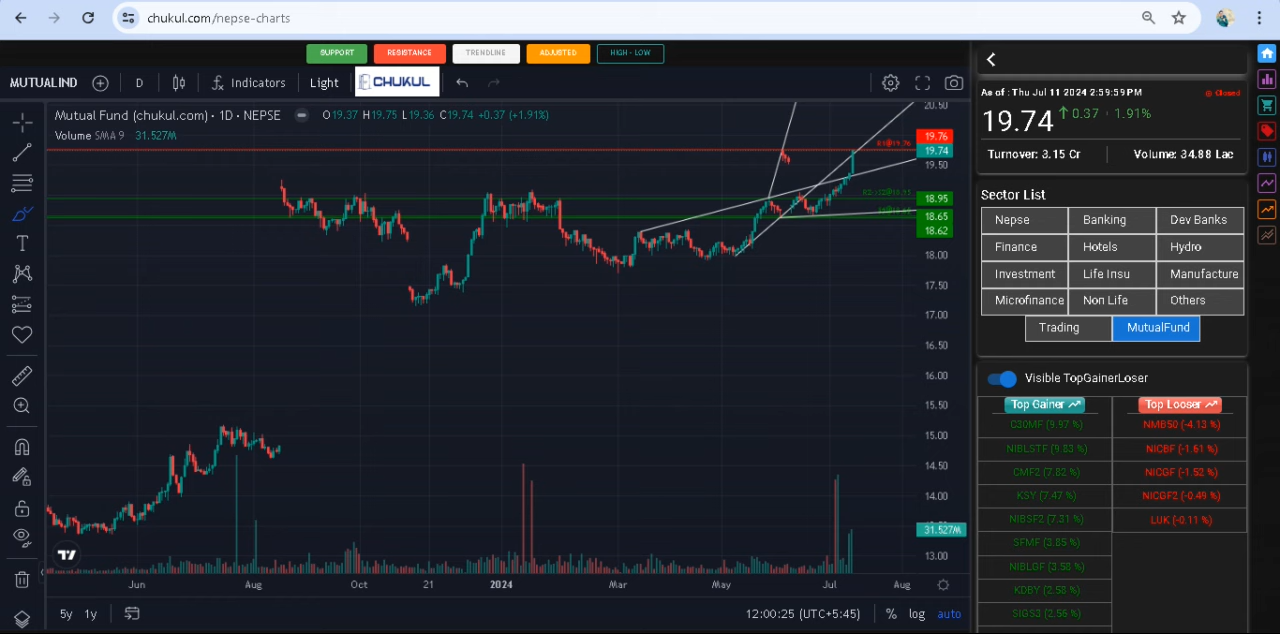 chukul.com/nepse-charts
SUPPORT RESISTANCE TRENDLINE ADJUSTED HIGH - LOW
MUTUALIND D Indicators Light CHUKUL
Mutual Fund (chukul.com) · 1D · NEPSE O19.37 H19.75 L19.36 C19.74 +0.37 (+1.91%)
Volume SMA 9 31.527M
20.50
19.76
R1@19.76
19.74
19.50
18.95
18.65
18.62
18.00
17.50
17.00
16.50
16.00
15.50
15.00
14.50
14.00
31.527M
13.00
Jun Aug Oct 21 2024 Mar May Jul Aug
5y 1y 12:00:25 (UTC+5:45) % log auto
As of : Thu Jul 11 2024 2:59:59 PM Closed
19.74 0.37 1.91%
Turnover: 3.15 Cr Volume: 34.88 Lac
Sector List
Nepse Banking Dev Banks
Finance Hotels Hydro
Investment Life Insu Manufacture
Microfinance Non Life Others
Trading MutualFund
Visible TopGainerLoser
Top Gainer Top Looser
C30MF (9.97 %) NMB50 (-4.13 %)
NIBLSTF (9.83 %) NICBF (-1.61 %)
CMF2 (7.82 %) NICGF (-1.52 %)
KSY (7.47 %) NICGF2 (-0.49 %)
NIBSF2 (7.31 %) LUK (-0.11 %)
SFMF (3.85 %)
NIBLGF (3.58 %)
KDBY (2.58 %)
SIGS3 (2.56 %)